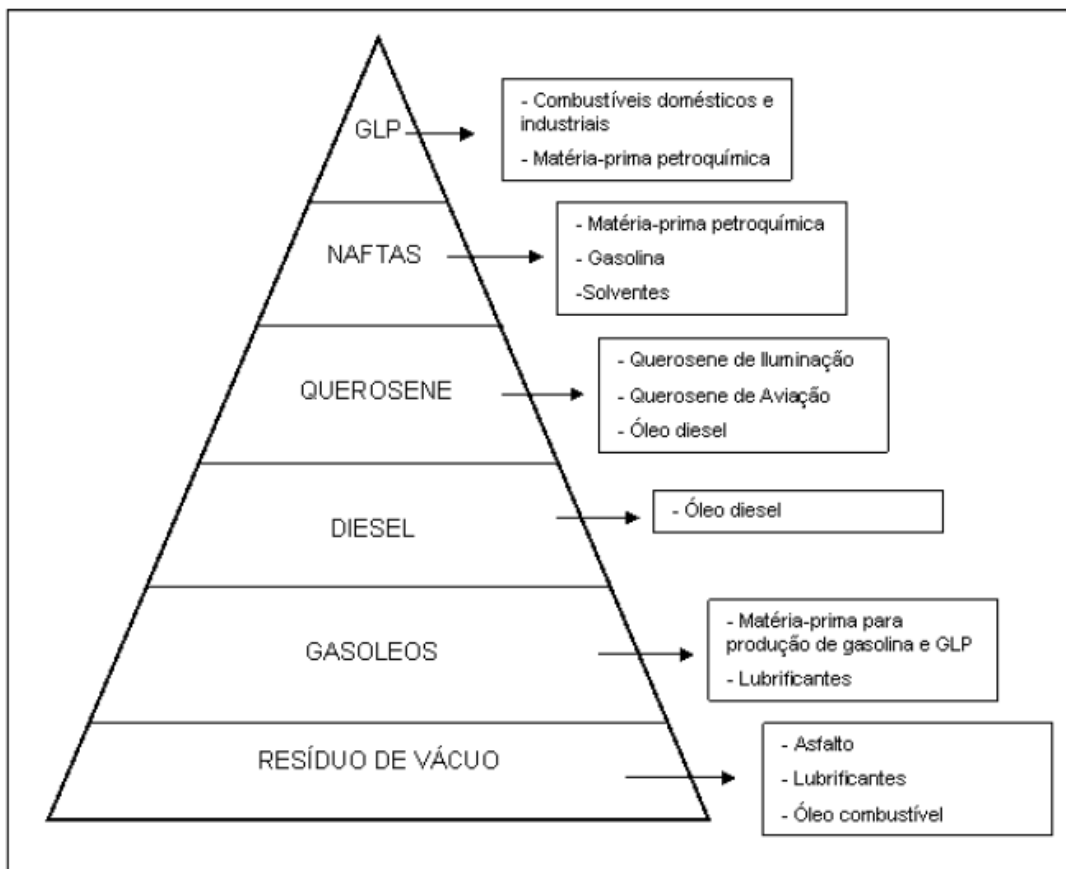 GLP
- Combustíveis domésticos e
industriais
- Matéria-prima petroquímica
NAFTAS
- Matéria-prima petroquímica
- Gasolina
-Solventes
QUEROSENE
- Querosene de Iluminação
- Querosene de Aviação
- Óleo diesel
DIESEL
- Óleo diesel
GASOLEOS
- Matéria-prima para
produção de gasolina e GLP
- Lubrificantes
RESÍDUO DE VÁCUO
- Asfalto
- Lubrificantes
- Óleo combustível